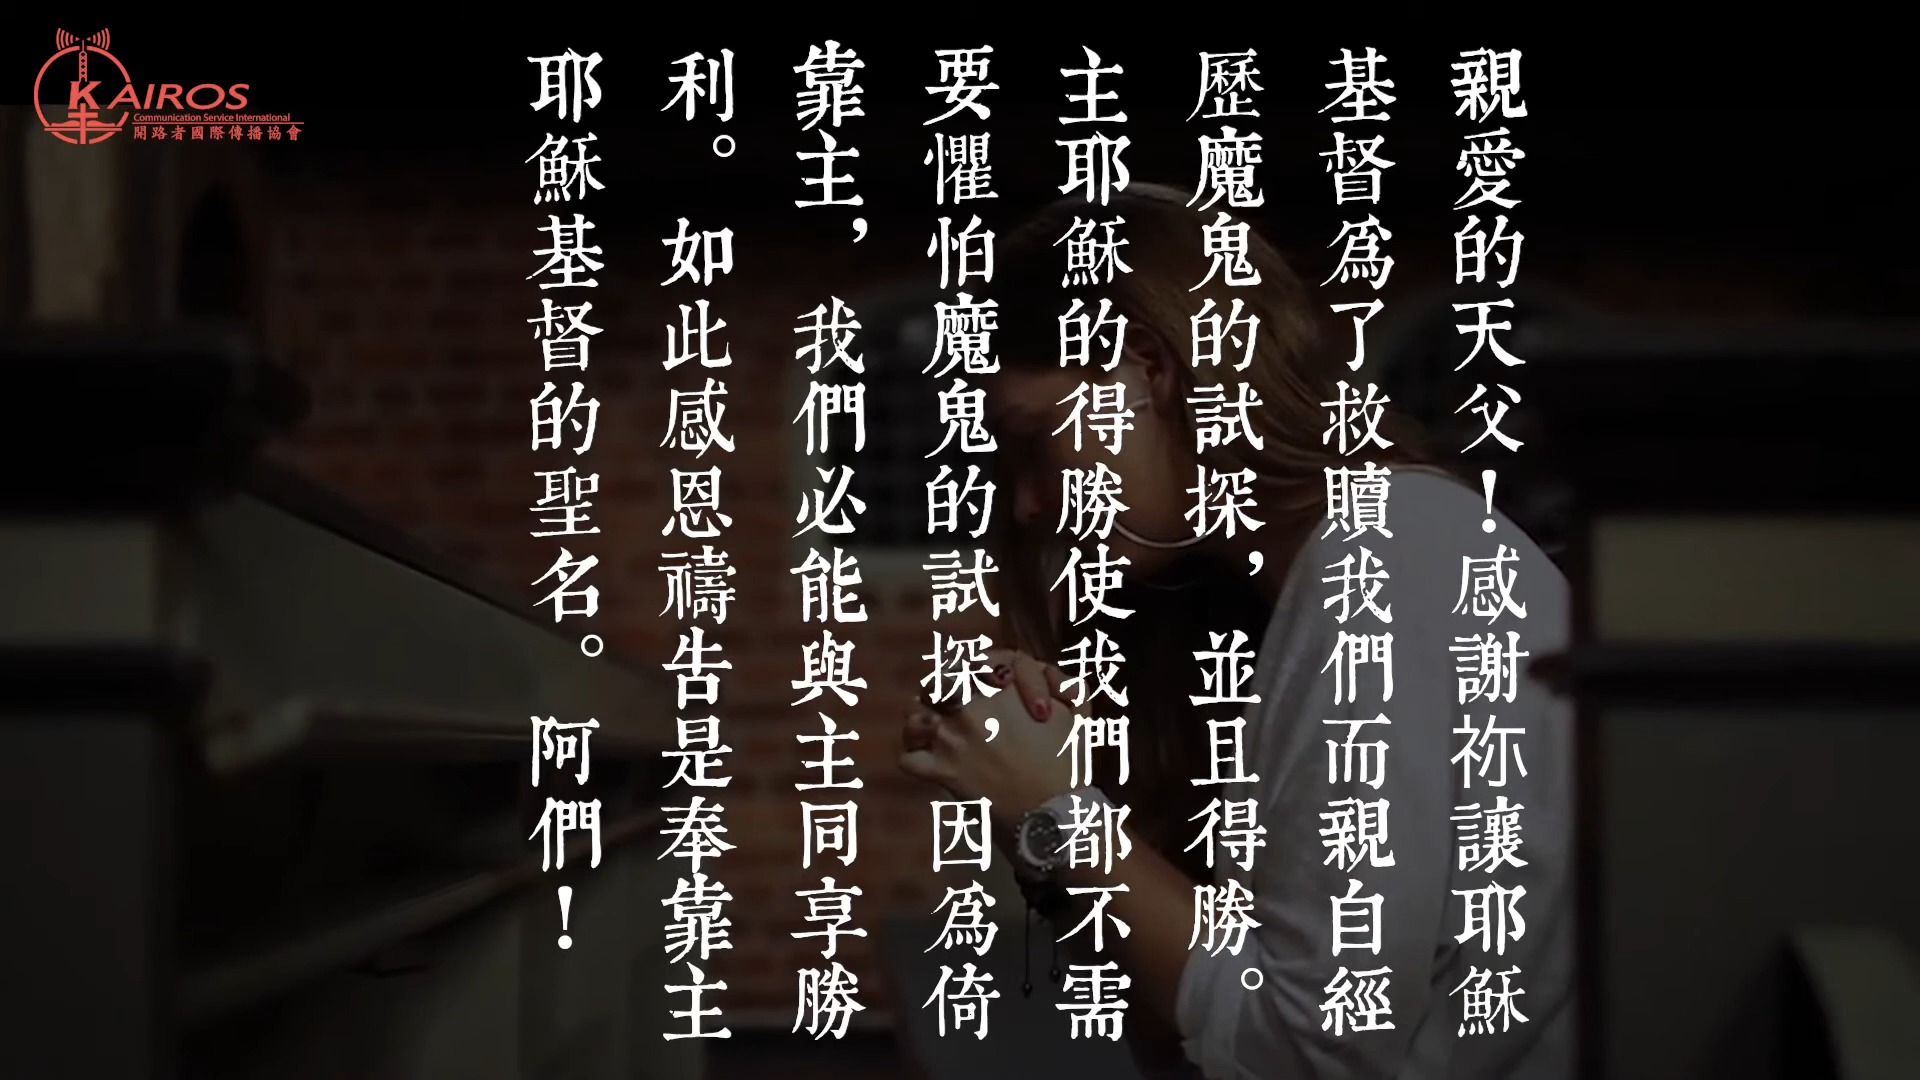 KAIROS
Communication Service International
開路者國際傳播協會
親愛的天父！感謝祢讓耶穌
基督為了救贖我們而親自經
歷魔鬼的試探，並且得勝。
主耶穌的得勝使我們都不需
要懼怕魔鬼的試探，因為倚
靠主，我們必能與主同享勝
利。如此感恩禱告是奉靠主
耶穌基督的聖名。阿們！